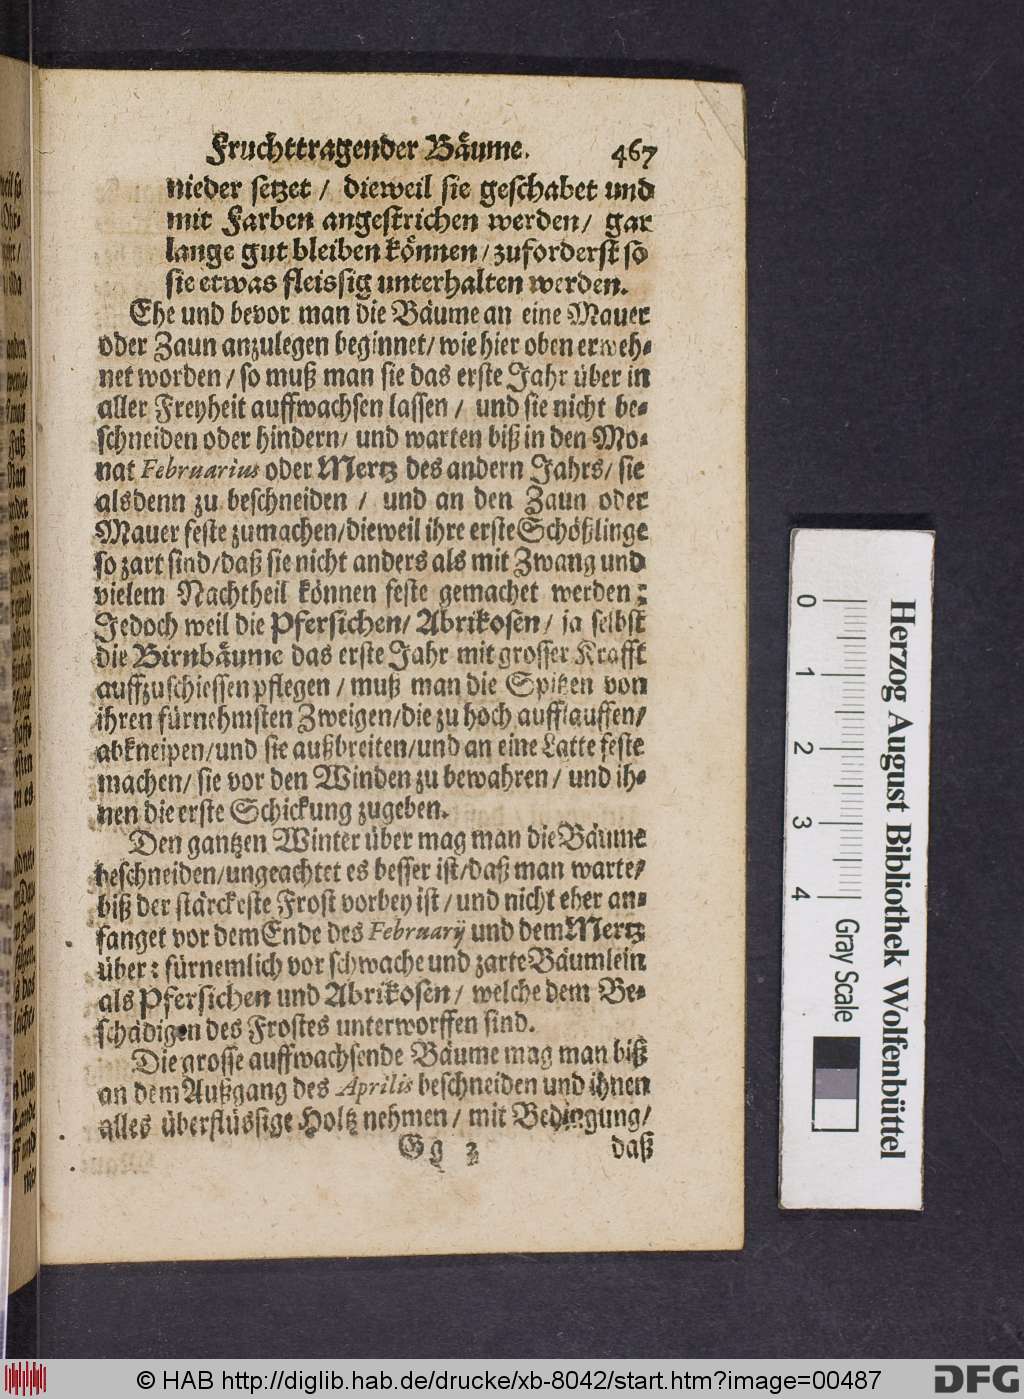 Fruchttragender Bäume. 467
nieder setzet / dieweil sie geschabet und
mit Farben angestrichen werden / gar
lange gut bleiben können / zuforderst so
sie etwas fleissig unterhalten werden.
Ehe und bevor man die Bäume an eine Mauer
oder Zaun anzulegen beginnet / wie hier oben erweh-
net worden / so muß man sie das erste Jahr über in
aller Freyheit auffwachsen lassen / und sie nicht be-
schneiden oder hindern / und warten biß in den Mo-
nat Februarius oder Mertz des andern Jahrs / sie
alsdenn zu beschneiden / und an den Zaun oder
Mauer feste zumachen / dieweil ihre erste Schößlinge
so zart sind / daß sie nicht anders als mit Zwang und
vielem Nachtheil können feste gemachet werden:
Jedoch weil die Pfersichen / Abrikosen / ja selbst
die Birnbäume das erste Jahr mit grosser Krafft
auffzuschiessen pflegen / muß man die Spitzen von
ihren fürnehmsten Zweigen / die zu hoch aufflauffen /
abkneipen / und sie außbreiten / und an eine Latte feste
machen / sie vor den Winden zu bewahren / und ih-
nen die erste Schickung zugeben.
Den gantzen Winter über mag man die Bäume
beschneiden / ungeachtet es besser ist / daß man warte /
biß der stärckeste Frost vorbey ist / und nicht eher an-
fanget vor dem Ende des Februarij und dem Mertz
über: fürnemlich vor schwache und zarte Bäumlein
als Pfersichen und Abrikosen / welche dem Be-
schädigen des Frostes unterworffen sind.
Die grosse auffwachsende Bäume mag man biß
an dem Außgang des Aprilis beschneiden und ihnen
alles überflüssige Holtz nehmen / mit Bedingung /
Gg 2 daß
Herzog August Bibliothek Wolfenbüttel
0 1 2 3 4 Gray Scale
© HAB http://diglib.hab.de/drucke/xb-8042/start.htm?image=00487
DFG